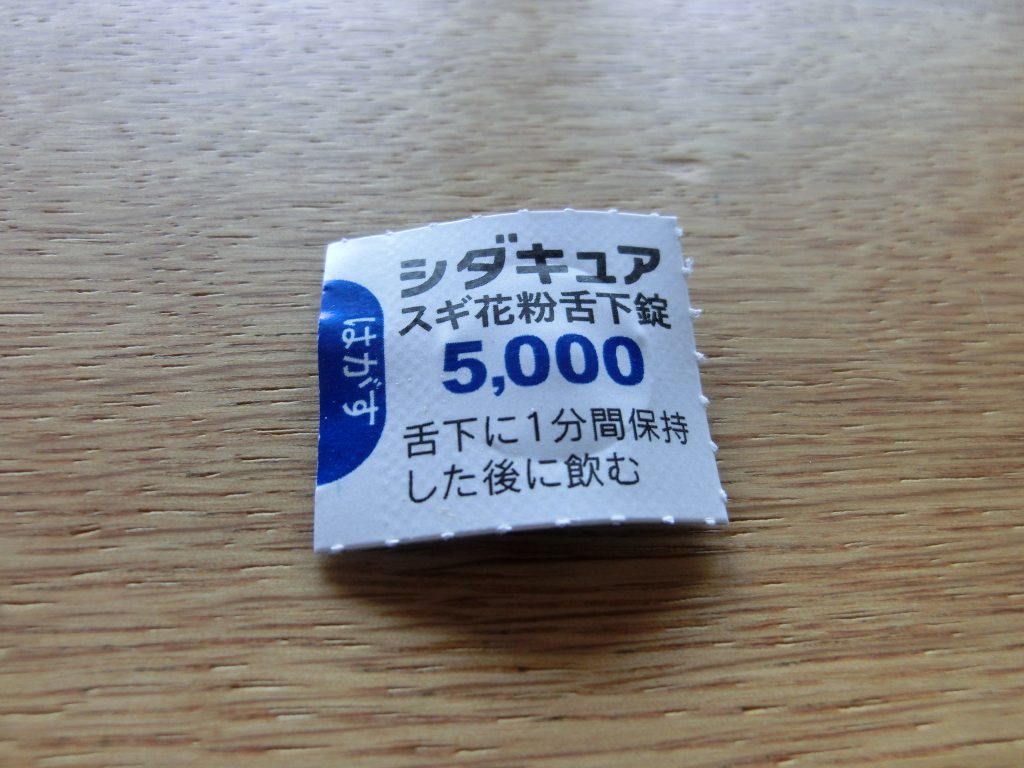 シダキュア
スギ花粉舌下錠
5,000
舌下に1分間保持
した後に飲む
はがす